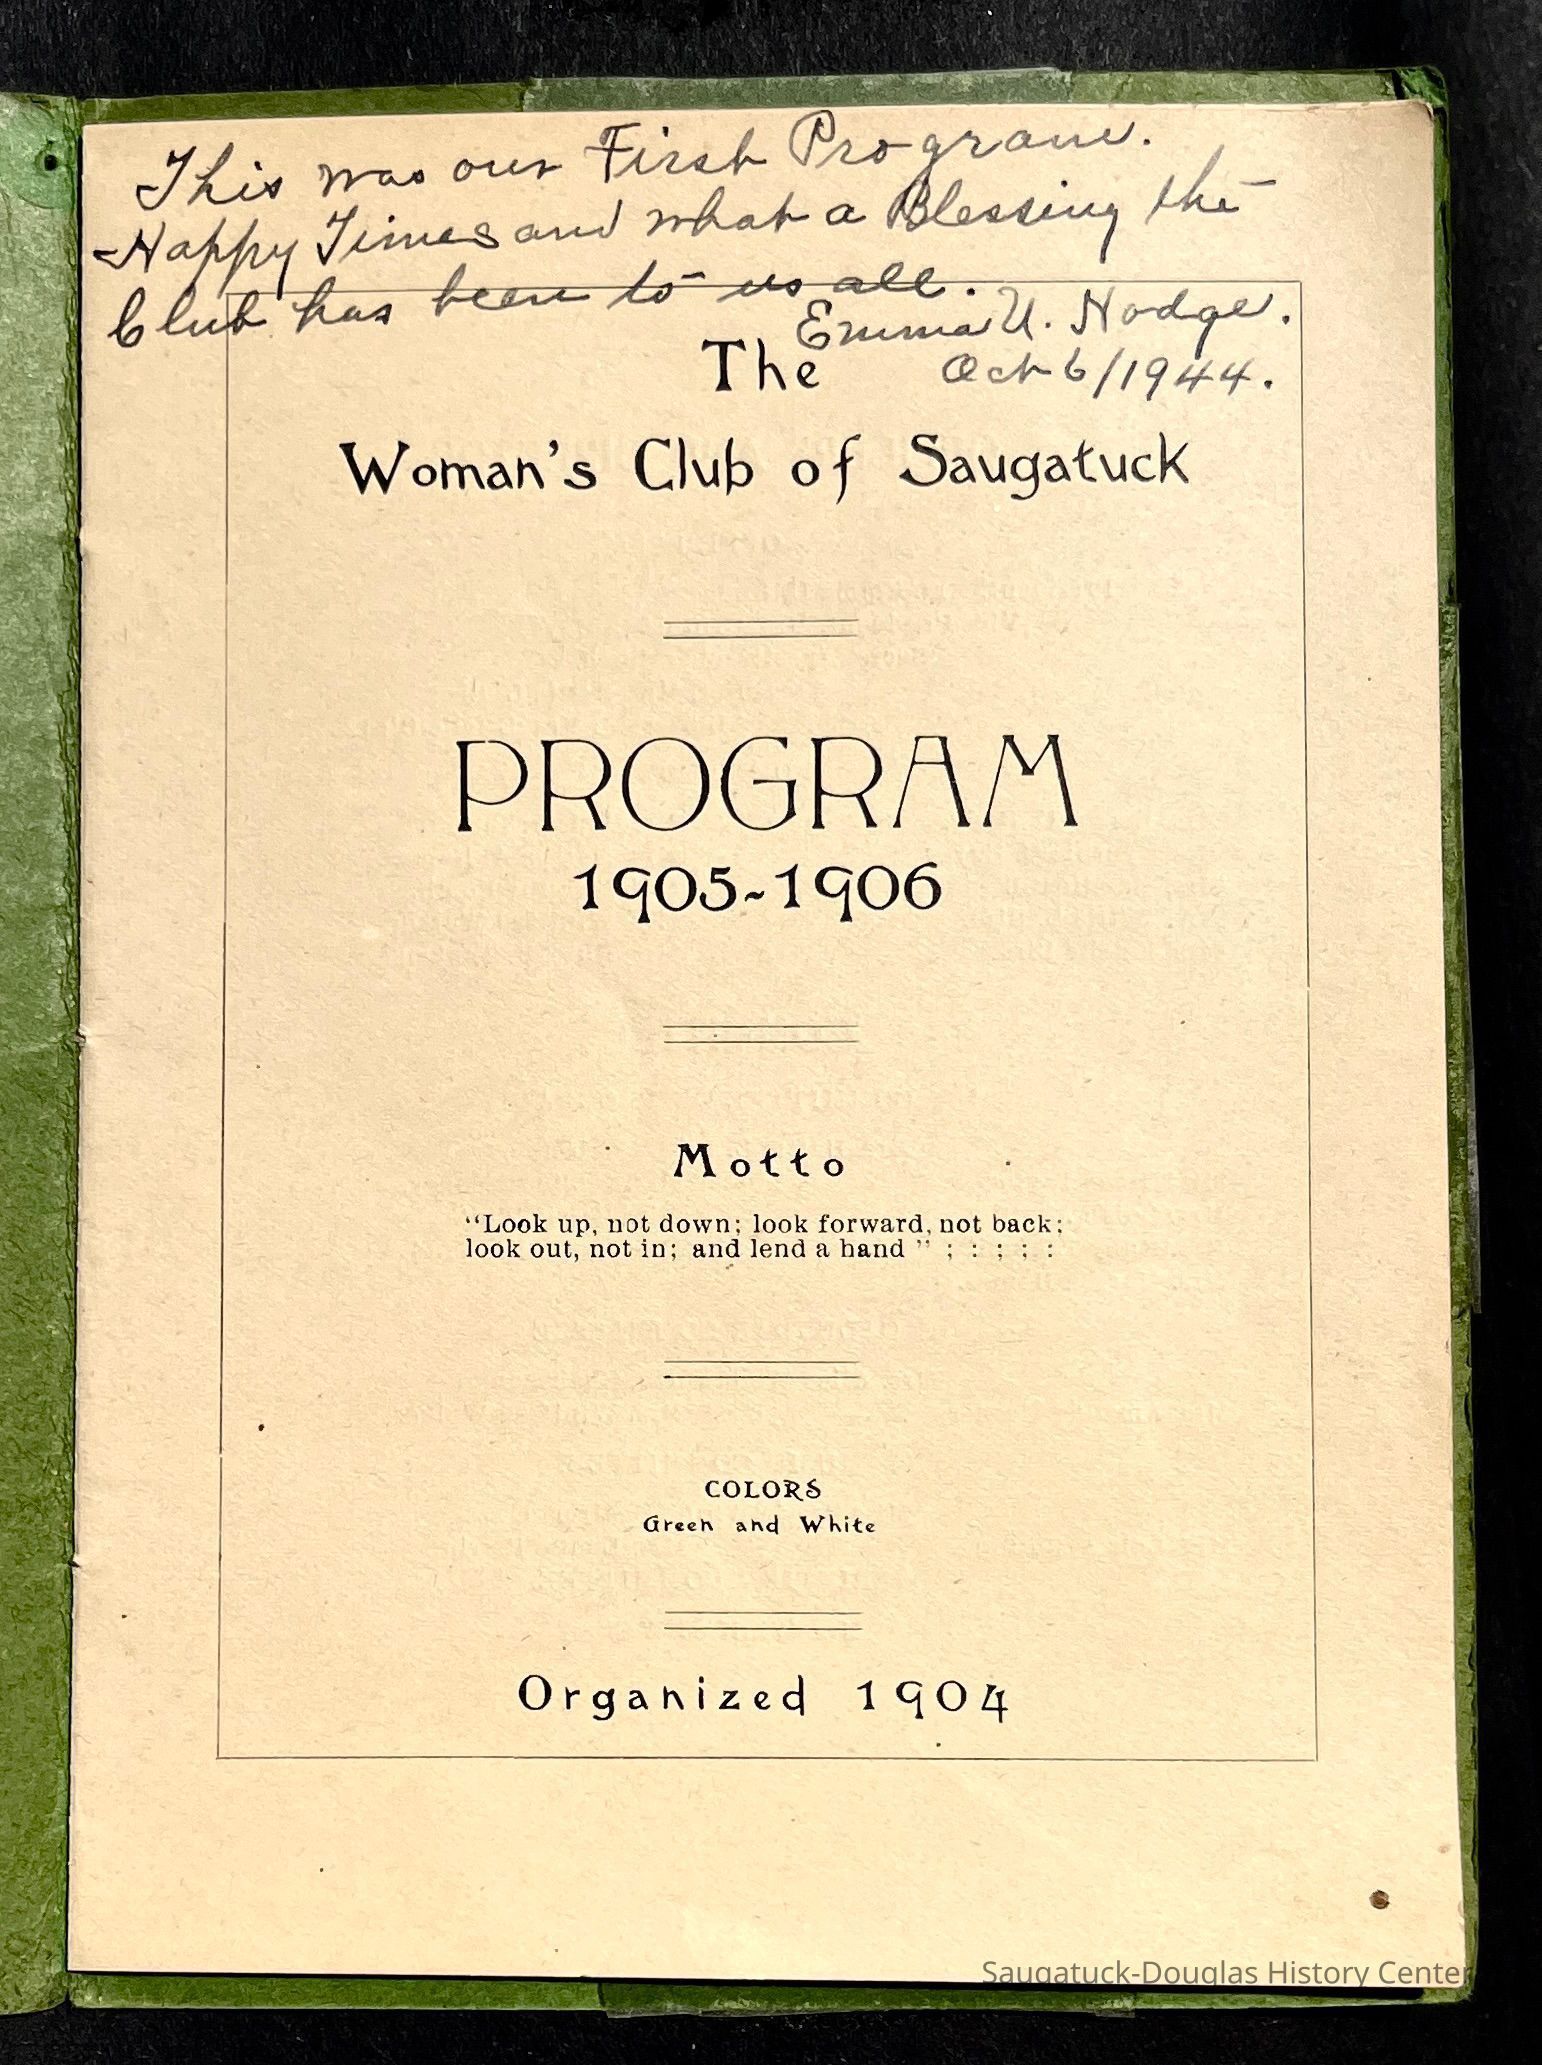 This was our First Program.
Happy Times and what a Blessing the
Club has been to us all.
Emma U. Hodge.
Oct 6/1944.
The
Woman's Club of Saugatuck
PROGRAM
1905-1906
Motto
"Look up, not down; look forward, not back;
look out, not in; and lend a hand " ; : ; ; :
COLORS
Green and White
Organized 1904
Saugatuck-Douglas History Center